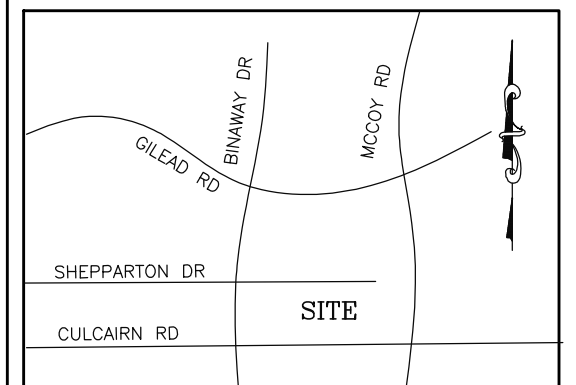 BINAWAY DR
MCCOY RD
GILEAD RD
SHEPPARTON DR
SITE
CULCAIRN RD